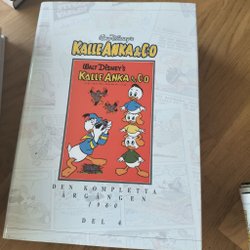 Walt Disney's
KALLE ANKA & C:O
WALT DISNEY'S
KALLE ANKA & C:O
DEN KOMPLETTA
ÅRGÅNGEN
1960
DEL 4